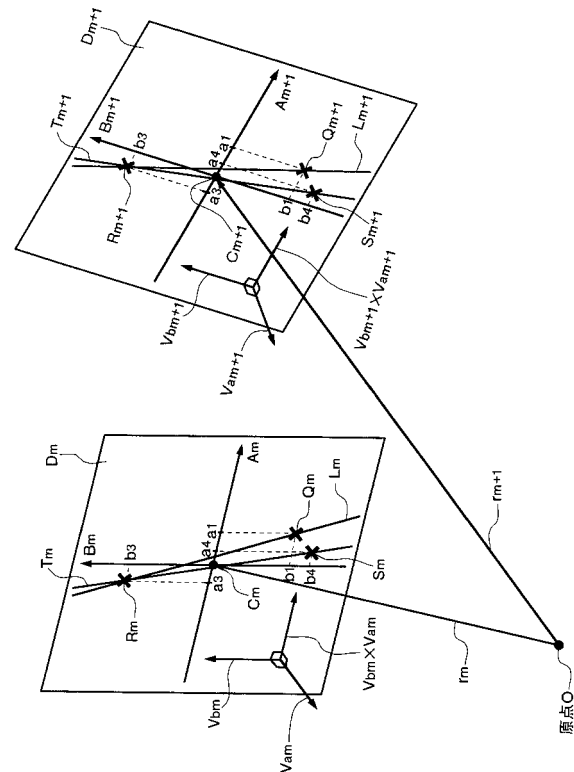 Dm+1
Tm+1
Bm+1
b3
Rm+1
Am+1
a4
a1
a3
Qm+1
Lm+1
b1
b4
Cm+1
Sm+1
Vbm+1
Vam+1
Vbm+1×Vam+1
Dm
Tm
Bm
b3
Rm
Am
a4
a1
a3
Qm
Lm
b1
b4
Cm
Sm
Vbm
Vam
Vbm×Vam
rm
rm+1
原点O